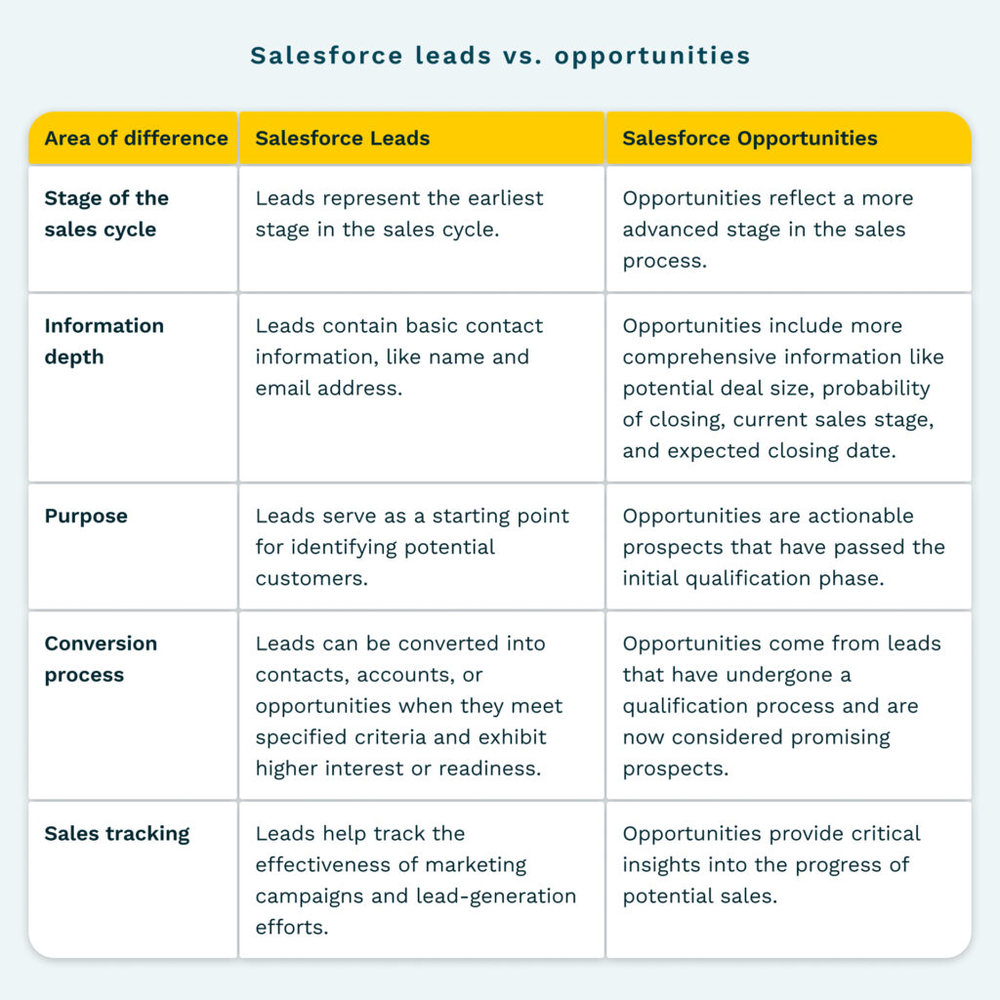 Salesforce leads vs. opportunities
Area of difference
Salesforce Leads
Salesforce Opportunities
Stage of the
sales cycle
Leads represent the earliest
stage in the sales cycle.
Opportunities reflect a more
advanced stage in the sales
process.
Information
depth
Leads contain basic contact
information, like name and
email address.
Opportunities include more
comprehensive information like
potential deal size, probability
of closing, current sales stage,
and expected closing date.
Purpose
Leads serve as a starting point
for identifying potential
customers.
Opportunities are actionable
prospects that have passed the
initial qualification phase.
Conversion
process
Leads can be converted into
contacts, accounts, or
opportunities when they meet
specified criteria and exhibit
higher interest or readiness.
Opportunities come from leads
that have undergone a
qualification process and are
now considered promising
prospects.
Sales tracking
Leads help track the
effectiveness of marketing
campaigns and lead-generation
efforts.
Opportunities provide critical
insights into the progress of
potential sales.